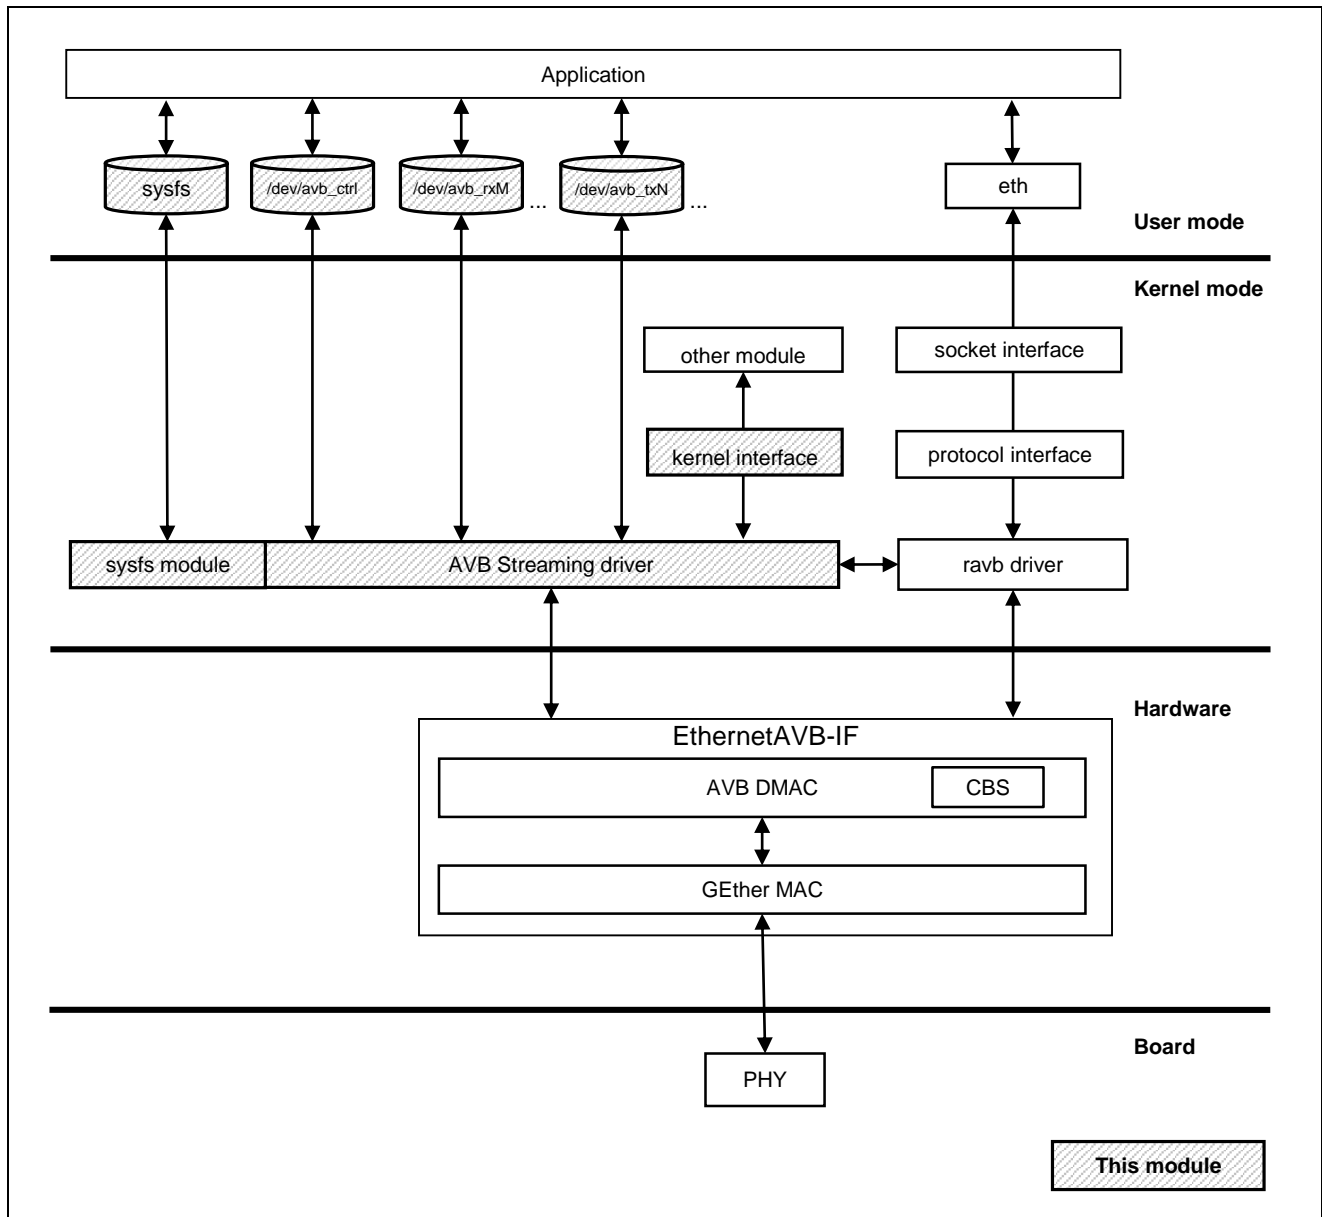 Application
sysfs
/dev/avb_ctrl
/dev/avb_rxM
...
/dev/avb_txN
...
eth
User mode
Kernel mode
other module
socket interface
kernel interface
protocol interface
sysfs module
AVB Streaming driver
ravb driver
Hardware
EthernetAVB-IF
AVB DMAC
CBS
GEther MAC
Board
PHY
This module